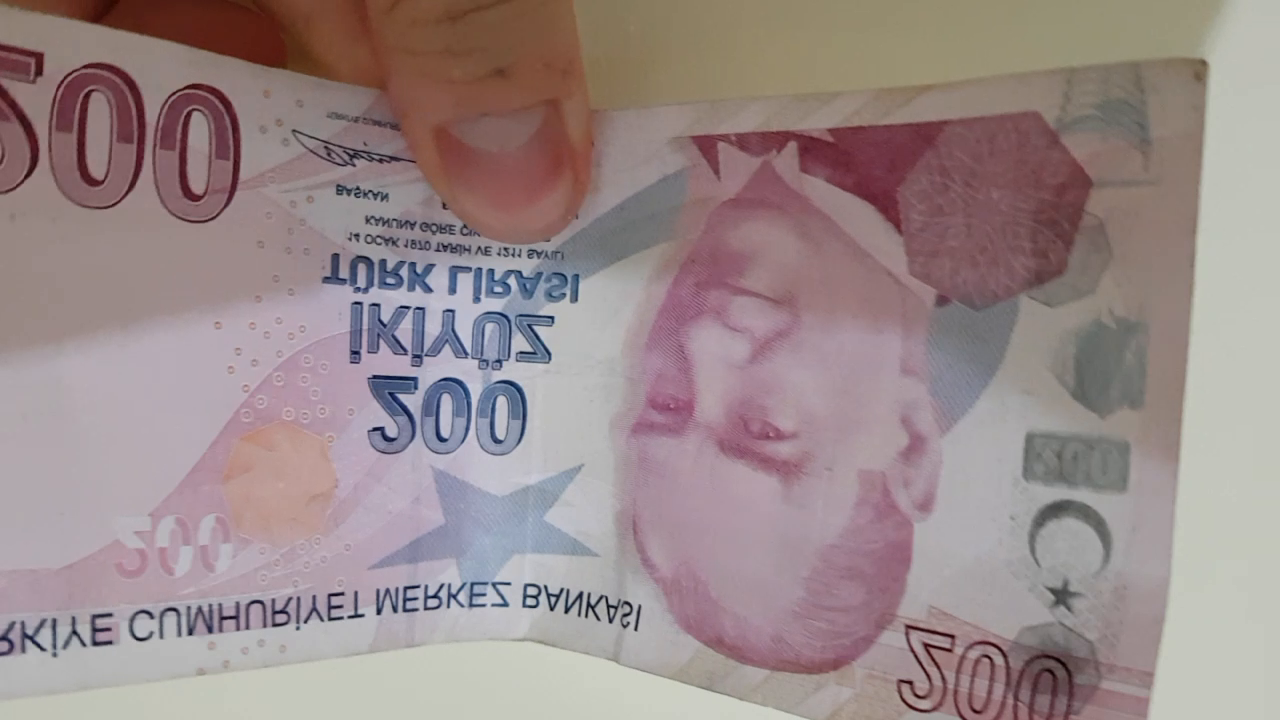 RKİYE CUMHURİYET MERKEZ BANKASI
200
200
İKİYÜZ
TÜRK LİRASI
14 OCAK 1970 TARİH VE 1211 SAYILI
KANUNA GÖRE
BAŞKAN
200
200
200